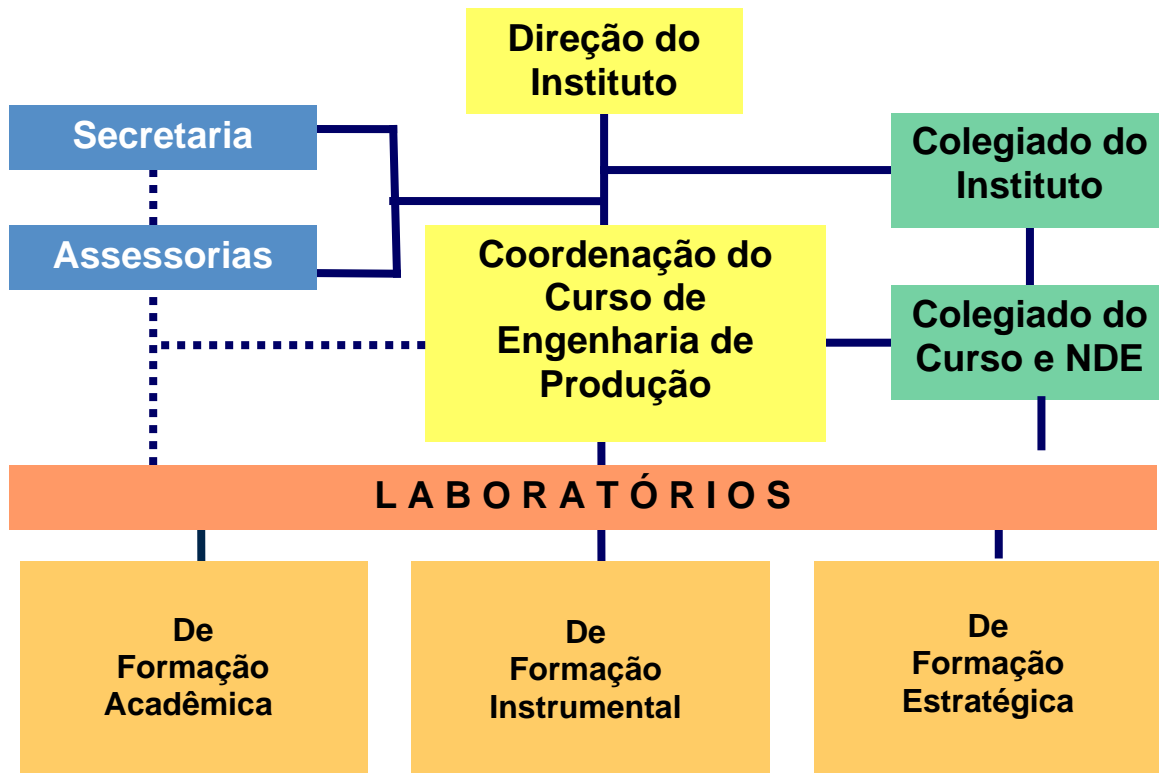 Direção do
Instituto
Secretaria
Colegiado do
Instituto
Assessorias
Coordenação do
Curso de
Engenharia de
Produção
Colegiado do
Curso e NDE
L A B O R A T Ó R I O S
De
Formação
Acadêmica
De
Formação
Instrumental
De
Formação
Estratégica